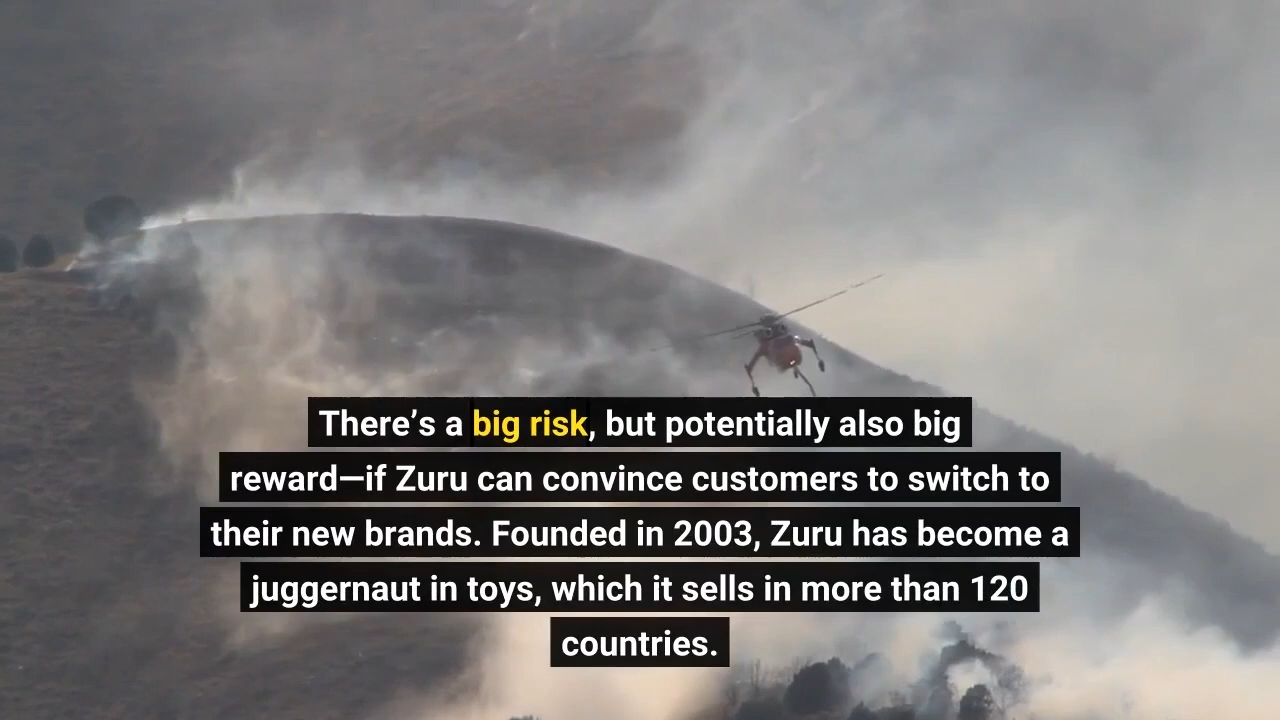 There’s a big risk, but potentially also big
reward—if Zuru can convince customers to switch to
their new brands. Founded in 2003, Zuru has become a
juggernaut in toys, which it sells in more than 120
countries.